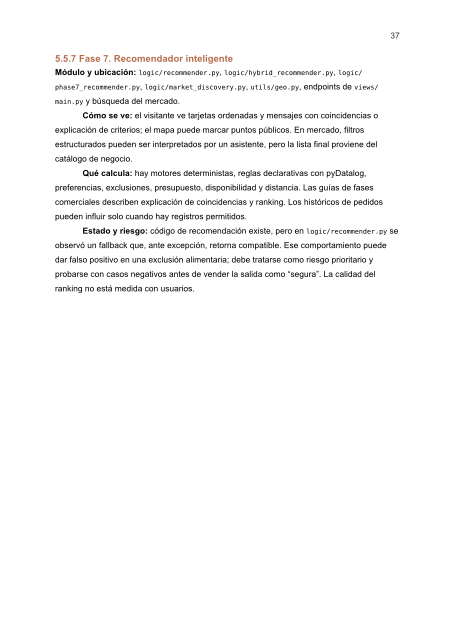 37
5.5.7 Fase 7. Recomendador inteligente
Módulo y ubicación: logic/recommender.py, logic/hybrid_recommender.py, logic/
phase7_recommender.py, logic/market_discovery.py, utils/geo.py, endpoints de views/
main.py y búsqueda del mercado.
Cómo se ve: el visitante ve tarjetas ordenadas y mensajes con coincidencias o
explicación de criterios; el mapa puede marcar puntos públicos. En mercado, filtros
estructurados pueden ser interpretados por un asistente, pero la lista final proviene del
catálogo de negocio.
Qué calcula: hay motores deterministas, reglas declarativas con pyDatalog,
preferencias, exclusiones, presupuesto, disponibilidad y distancia. Las guías de fases
comerciales describen explicación de coincidencias y ranking. Los históricos de pedidos
pueden influir solo cuando hay registros permitidos.
Estado y riesgo: código de recomendación existe, pero en logic/recommender.py se
observó un fallback que, ante excepción, retorna compatible. Ese comportamiento puede
dar falso positivo en una exclusión alimentaria; debe tratarse como riesgo prioritario y
probarse con casos negativos antes de vender la salida como “segura”. La calidad del
ranking no está medida con usuarios.